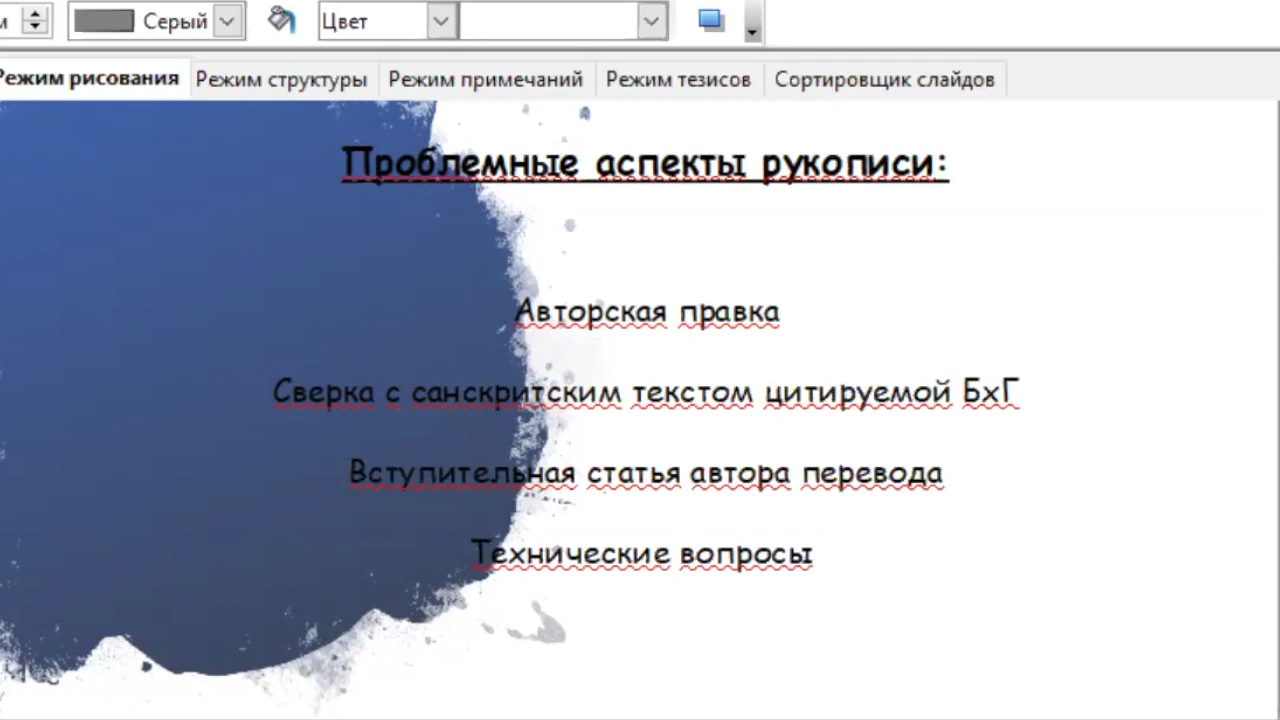 Серый Цвет
Режим рисования Режим структуры Режим примечаний Режим тезисов Сортировщик слайдов
Проблемные аспекты рукописи:
Авторская правка
Сверка с санскритским текстом цитируемой БхГ
Вступительная статья автора перевода
Технические вопросы